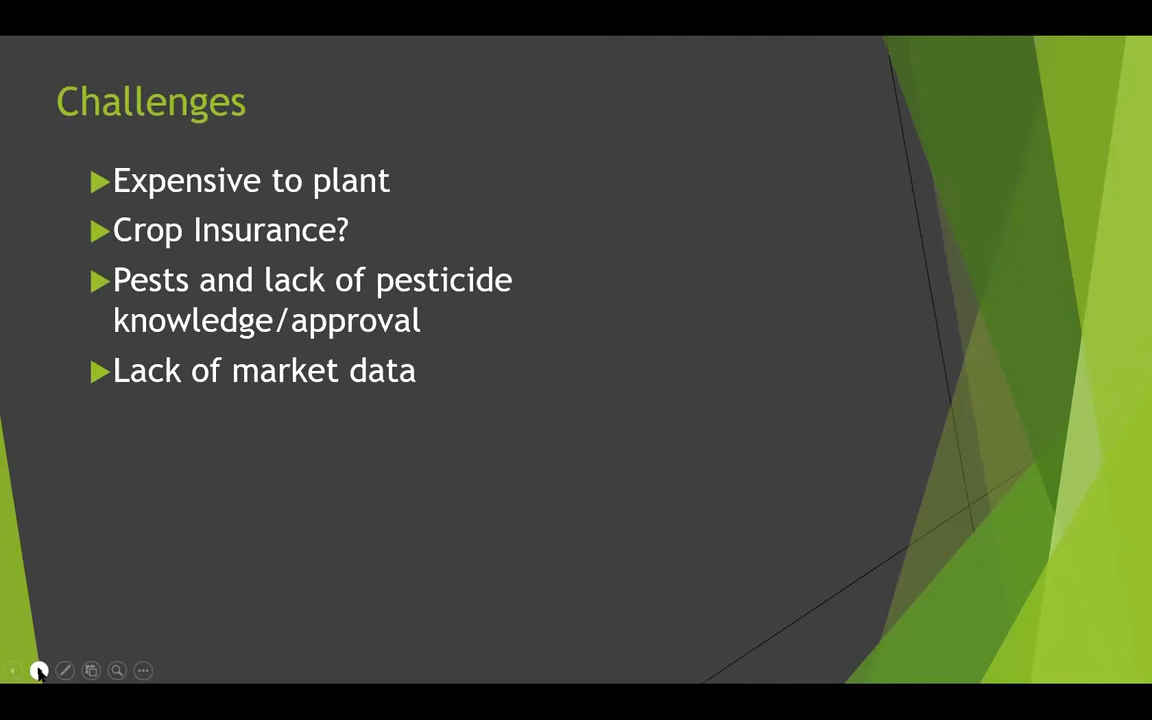 Challenges
Expensive to plant
Crop Insurance?
Pests and lack of pesticide
knowledge/approval
Lack of market data